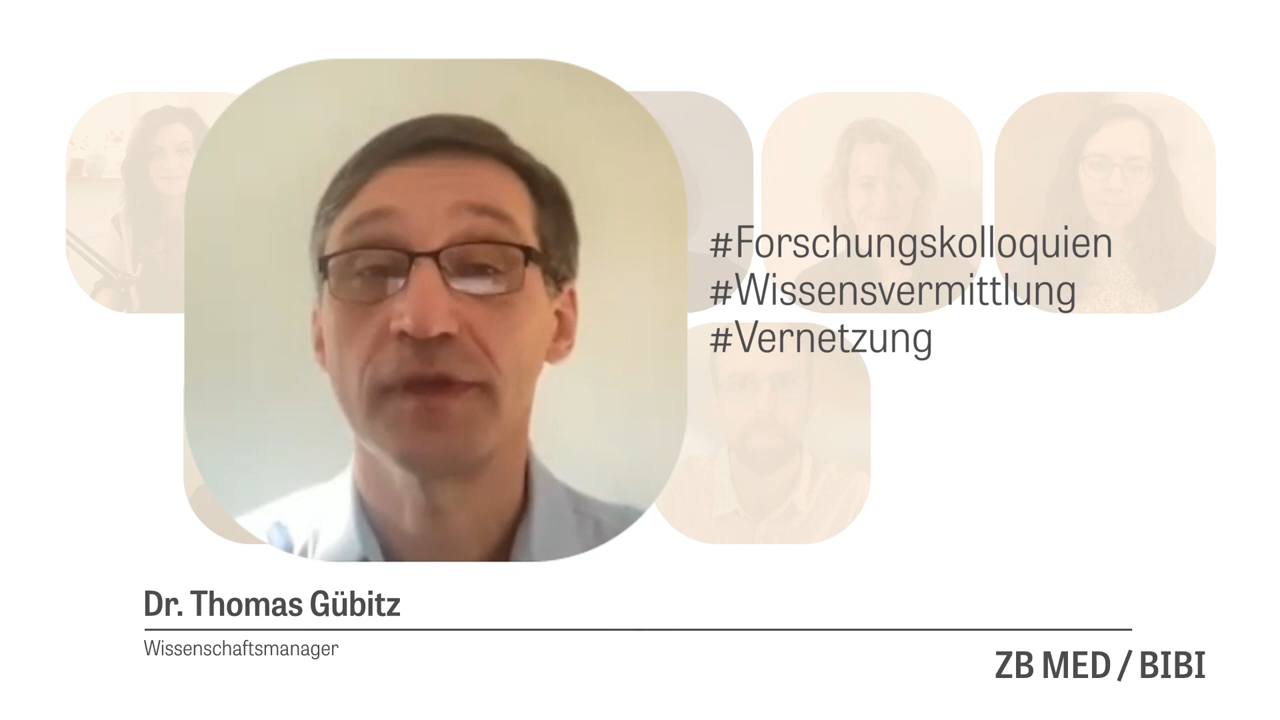 #Forschungskolloquien
#Wissensvermittlung
#Vernetzung
Dr. Thomas Gübitz
Wissenschaftsmanager
ZB MED / BIBI